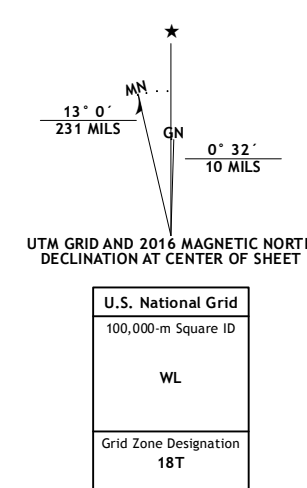 MN
13° 0´
231 MILS
GN
0° 32´
10 MILS
UTM GRID AND 2016 MAGNETIC NORTH
DECLINATION AT CENTER OF SHEET
U.S. National Grid
100,000-m Square ID
WL
Grid Zone Designation
18T